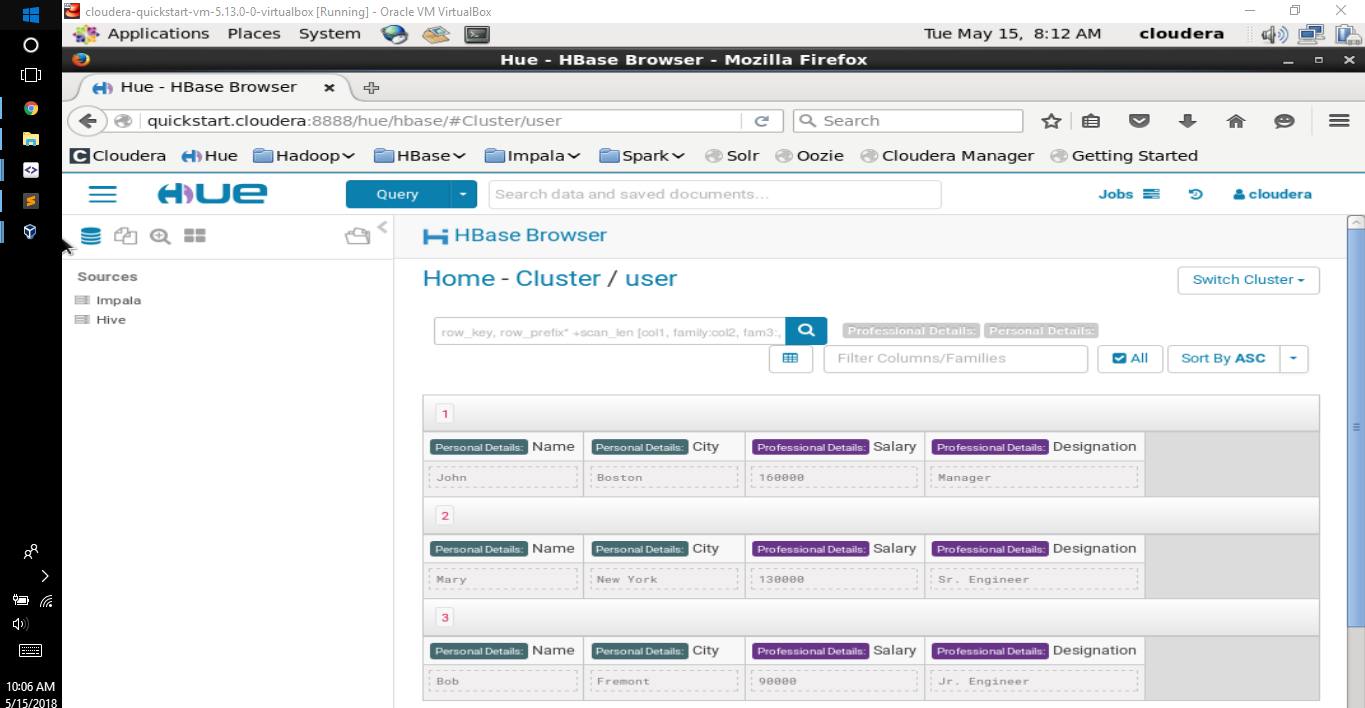 cloudera-quickstart-vm-5.13.0-0-virtualbox [Running] - Oracle VM VirtualBox
Applications Places System Tue May 15, 8:12 AM cloudera
Hue - HBase Browser - Mozilla Firefox
Hue - HBase Browser
quickstart.cloudera:8888/hue/hbase/#Cluster/user Search
Cloudera Hue Hadoop HBase Impala Spark Solr Oozie Cloudera Manager Getting Started
HUE Query Search data and saved documents... Jobs cloudera
HBase Browser
Sources
Impala
Hive
Home - Cluster / user Switch Cluster
row_key, row_prefix* +scan_len [col1, family:col2, fam3:, Professional Details: Personal Details:
Filter Columns/Families All Sort By ASC
1
Personal Details: Name Personal Details: City Professional Details: Salary Professional Details: Designation
John Boston 160000 Manager
2
Personal Details: Name Personal Details: City Professional Details: Salary Professional Details: Designation
Mary New York 130000 Sr. Engineer
3
Personal Details: Name Personal Details: City Professional Details: Salary Professional Details: Designation
Bob Fremont 90000 Jr. Engineer
10:06 AM
5/15/2018